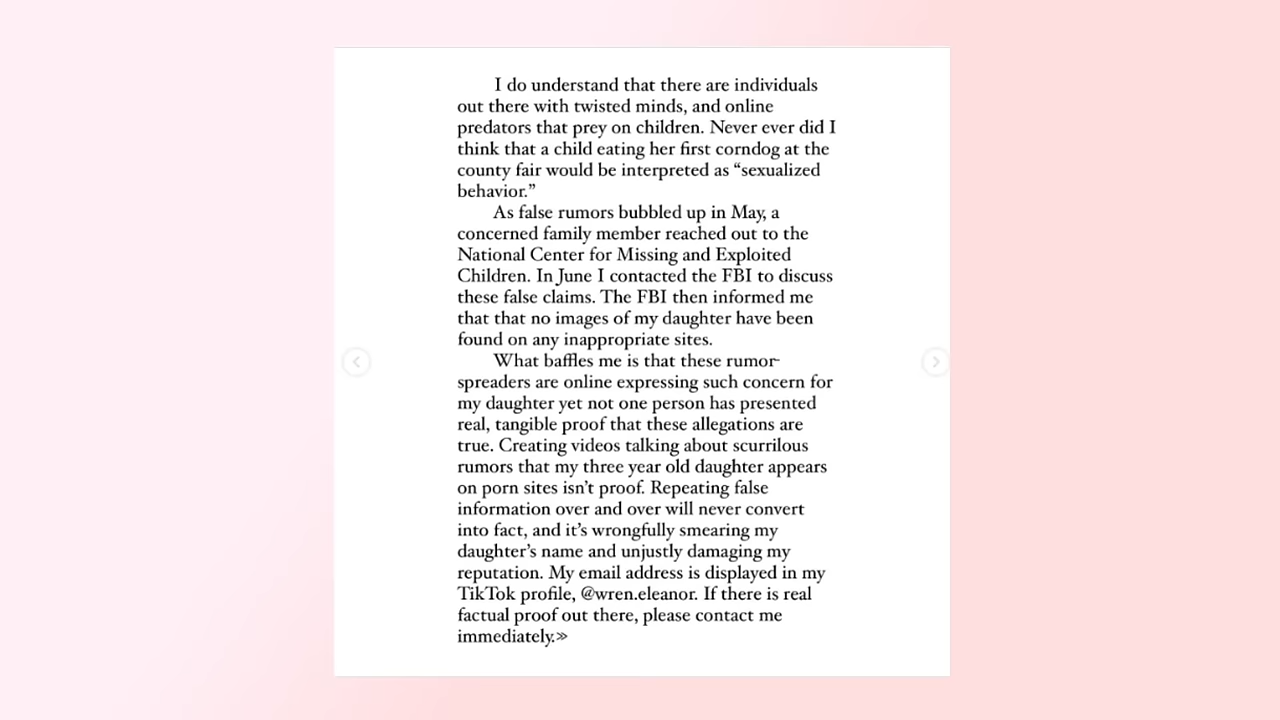 I do understand that there are individuals
out there with twisted minds, and online
predators that prey on children. Never ever did I
think that a child eating her first corndog at the
county fair would be interpreted as “sexualized
behavior.”
As false rumors bubbled up in May, a
concerned family member reached out to the
National Center for Missing and Exploited
Children. In June I contacted the FBI to discuss
these false claims. The FBI then informed me
that that no images of my daughter have been
found on any inappropriate sites.
What baffles me is that these rumor-
spreaders are online expressing such concern for
my daughter yet not one person has presented
real, tangible proof that these allegations are
true. Creating videos talking about scurrilous
rumors that my three year old daughter appears
on porn sites isn’t proof. Repeating false
information over and over will never convert
into fact, and it’s wrongfully smearing my
daughter’s name and unjustly damaging my
reputation. My email address is displayed in my
TikTok profile, @wren.eleanor. If there is real
factual proof out there, please contact me
immediately.»